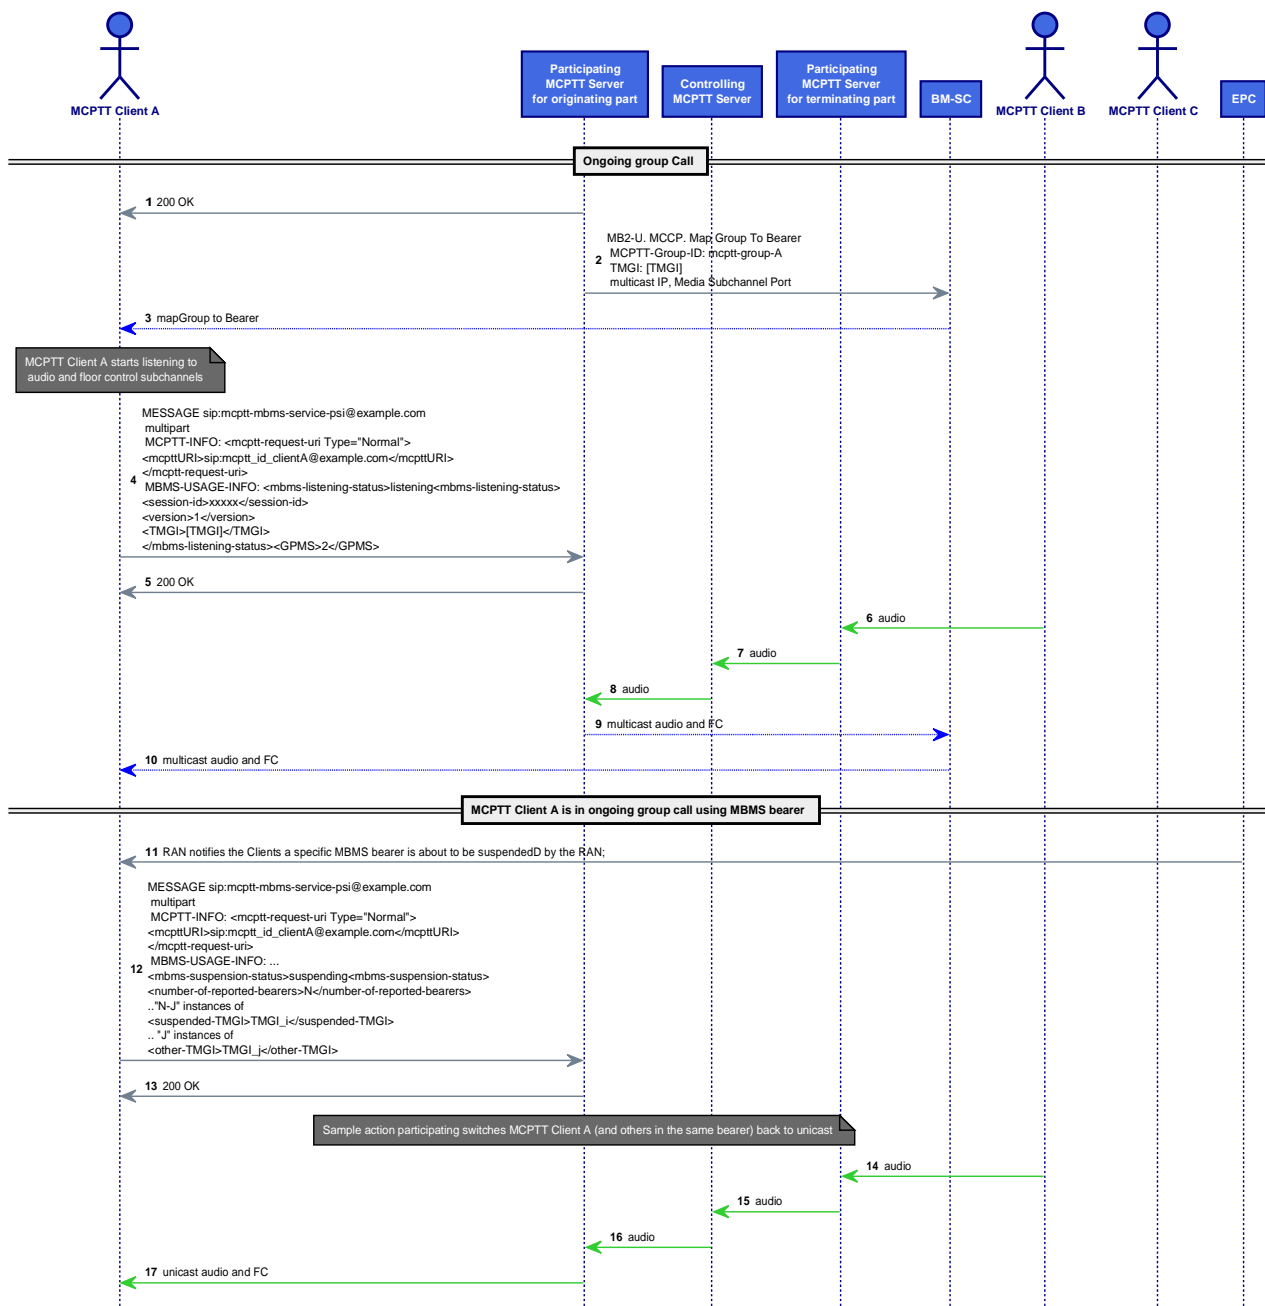 MCPTT Client A
Participating
MCPTT Server
for originating part
Controlling
MCPTT Server
Participating
MCPTT Server
for terminating part
BM-SC
MCPTT Client B
MCPTT Client C
EPC
Ongoing group Call
1 200 OK
MB2-U. MCCP. Map Group To Bearer
MCPTT-Group-ID: mcptt-group-A
2
TMGI: [TMGI]
multicast IP, Media Subchannel Port
3 mapGroup to Bearer
MCPTT Client A starts listening to
audio and floor control subchannels
MESSAGE sip:mcptt-mbms-service-psi@example.com
multipart
MCPTT-INFO: <mcptt-request-uri Type="Normal">
<mcpttURI>sip:mcptt_id_clientA@example.com</mcpttURI>
</mcptt-request-uri>
4
MBMS-USAGE-INFO: <mbms-listening-status>listening<mbms-listening-status>
<session-id>xxxxx</session-id>
<version>1</version>
<TMGI>[TMGI]</TMGI>
</mbms-listening-status><GPMS>2</GPMS>
5 200 OK
6 audio
7 audio
8 audio
9 multicast audio and FC
10 multicast audio and FC
MCPTT Client A is in ongoing group call using MBMS bearer
11 RAN notifies the Clients a specific MBMS bearer is about to be suspendedD by the RAN;
MESSAGE sip:mcptt-mbms-service-psi@example.com
multipart
MCPTT-INFO: <mcptt-request-uri Type="Normal">
<mcpttURI>sip:mcptt_id_clientA@example.com</mcpttURI>
</mcptt-request-uri>
MBMS-USAGE-INFO: ...
12
<mbms-suspension-status>suspending<mbms-suspension-status>
<number-of-reported-bearers>N</number-of-reported-bearers>
.."N-J" instances of
<suspended-TMGI>TMGI_i</suspended-TMGI>
.. "J" instances of
<other-TMGI>TMGI_j</other-TMGI>
13 200 OK
Sample action participating switches MCPTT Client A (and others in the same bearer) back to unicast
14 audio
15 audio
16 audio
17 unicast audio and FC